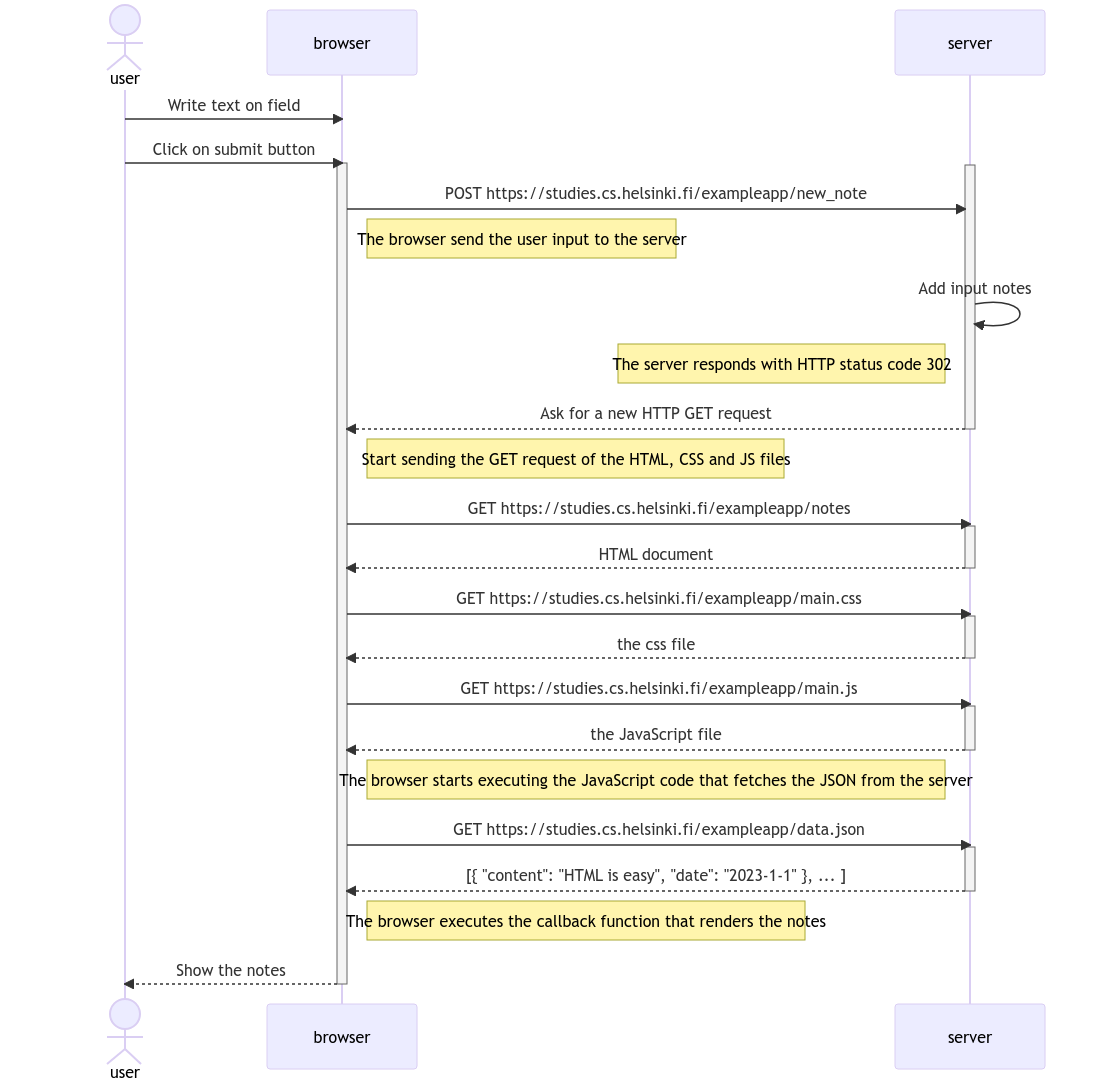 user
browser
server
Write text on field
Click on submit button
POST https://studies.cs.helsinki.fi/exampleapp/new_note
The browser send the user input to the server
Add input notes
The server responds with HTTP status code 302
Ask for a new HTTP GET request
Start sending the GET request of the HTML, CSS and JS files
GET https://studies.cs.helsinki.fi/exampleapp/notes
HTML document
GET https://studies.cs.helsinki.fi/exampleapp/main.css
the css file
GET https://studies.cs.helsinki.fi/exampleapp/main.js
the JavaScript file
The browser starts executing the JavaScript code that fetches the JSON from the server
GET https://studies.cs.helsinki.fi/exampleapp/data.json
[{ "content": "HTML is easy", "date": "2023-1-1" }, ... ]
The browser executes the callback function that renders the notes
Show the notes
user
browser
server